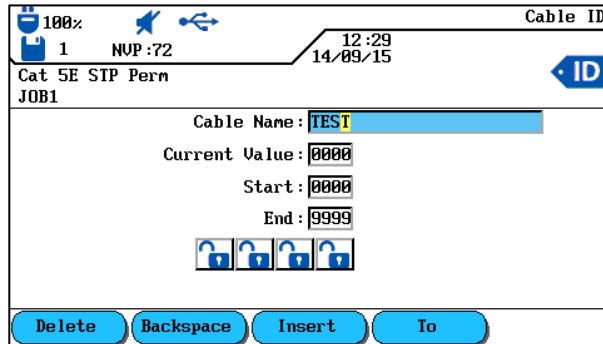 100% Cable ID
1 NVP:72 12:29
14/09/15
Cat 5E STP Perm
JOB1
ID
Cable Name: TEST
Current Value: 0000
Start: 0000
End: 9999
Delete Backspace Insert To